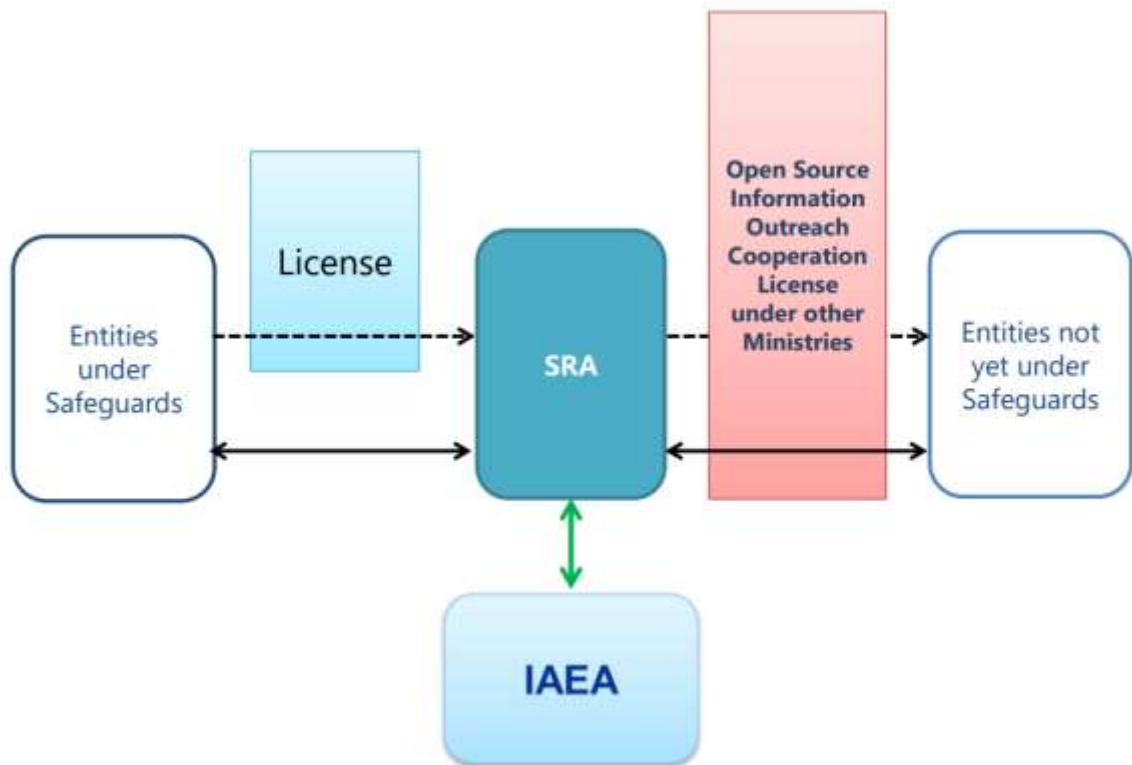 Entities
under
Safeguards
License
SRA
Open Source
Information
Outreach
Cooperation
License
under other
Ministries
Entities not
yet under
Safeguards
IAEA